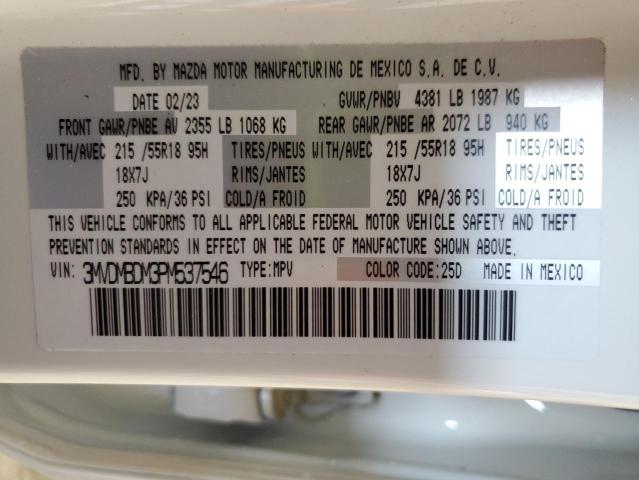 MFD. BY MAZDA MOTOR MANUFACTURING DE MEXICO S.A. DE C.V.
DATE 02/23 GVWR/PNBV 4381 LB 1987 KG
FRONT GAWR/PNBE AV 2355 LB 1068 KG REAR GAWR/PNBE AR 2072 LB 940 KG
WITH/AVEC 215 /55R18 95H TIRES/PNEUS WITH/AVEC 215 /55R18 95H TIRES/PNEUS
18X7J RIMS/JANTES 18X7J RIMS/JANTES
250 KPA/36 PSI COLD/A FROID 250 KPA/36 PSI COLD/A FROID
THIS VEHICLE CONFORMS TO ALL APPLICABLE FEDERAL MOTOR VEHICLE SAFETY AND THEFT
PREVENTION STANDARDS IN EFFECT ON THE DATE OF MANUFACTURE SHOWN ABOVE.
VIN: 3MVDMBDM3PM537546 TYPE:MPV COLOR CODE:25D MADE IN MEXICO